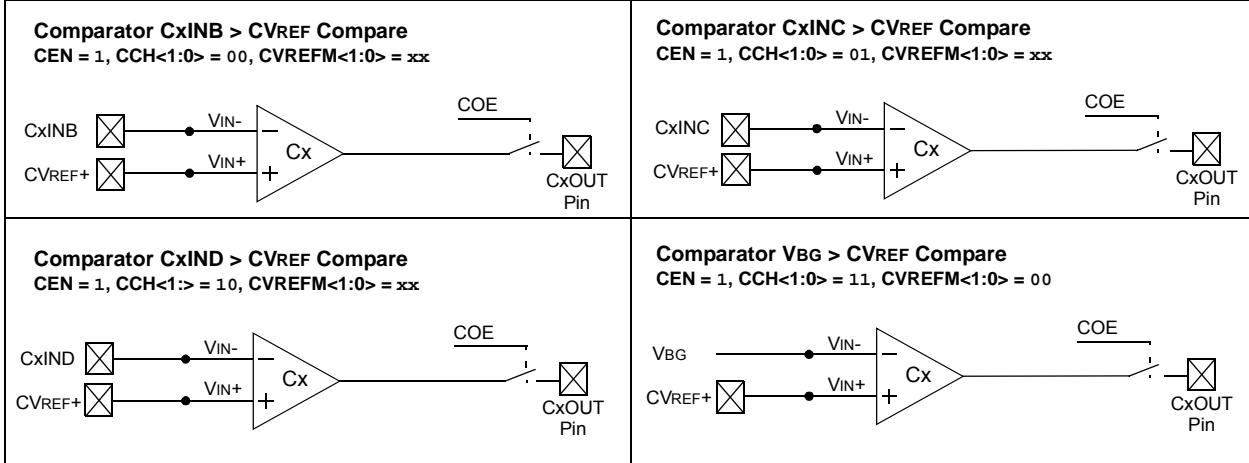 Comparator CxINB > CVREF Compare
CEN = 1, CCH<1:0> = 00, CVREFM<1:0> = xx
COE
CxINB
VIN-
Cx
CVREF+
VIN+
CxOUT
Pin
Comparator CxINC > CVREF Compare
CEN = 1, CCH<1:0> = 01, CVREFM<1:0> = xx
COE
CxINC
VIN-
Cx
CVREF+
VIN+
CxOUT
Pin
Comparator CxIND > CVREF Compare
CEN = 1, CCH<1:> = 10, CVREFM<1:0> = xx
COE
CxIND
VIN-
Cx
CVREF+
VIN+
CxOUT
Pin
Comparator VBG > CVREF Compare
CEN = 1, CCH<1:0> = 11, CVREFM<1:0> = 00
COE
VBG
VIN-
Cx
CVREF+
VIN+
CxOUT
Pin